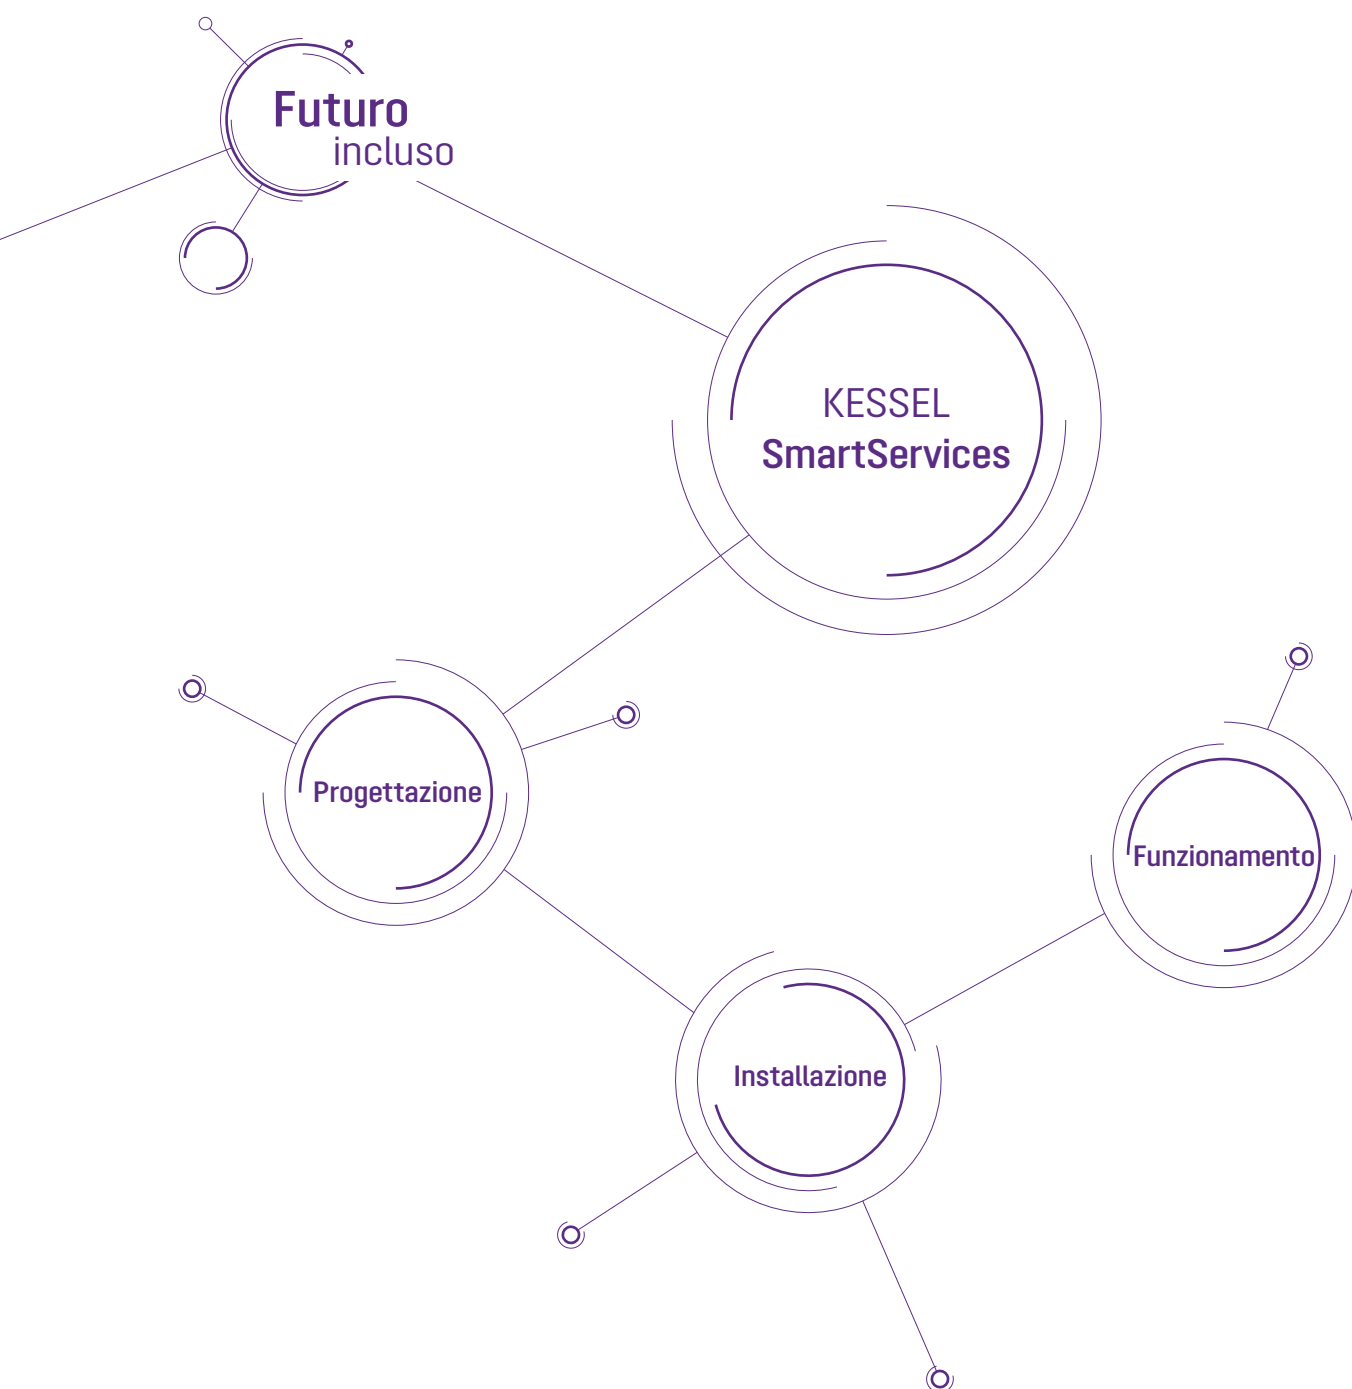 Futuro
incluso
KESSEL
SmartServices
Progettazione
Funzionamento
Installazione